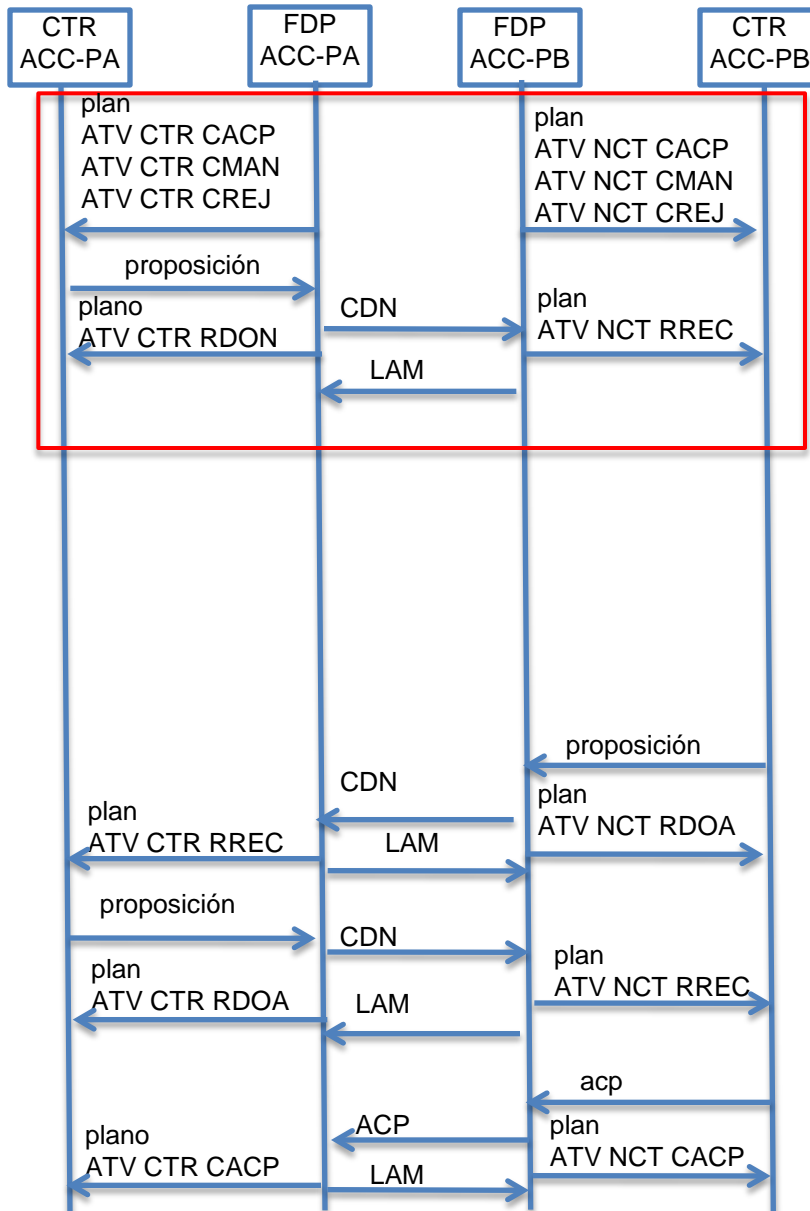 CTR
ACC-PA
FDP
ACC-PA
FDP
ACC-PB
CTR
ACC-PB
plan
ATV CTR CACP
ATV CTR CMAN
ATV CTR CREJ
plan
ATV NCT CACP
ATV NCT CMAN
ATV NCT CREJ
proposición
plano
ATV CTR RDON
CDN
plan
ATV NCT RREC
LAM
proposición
CDN
plan
ATV NCT RDOA
plan
ATV CTR RREC
LAM
proposición
CDN
plan
ATV NCT RREC
plan
ATV CTR RDOA
LAM
acp
ACP
plan
ATV NCT CACP
plano
ATV CTR CACP
LAM